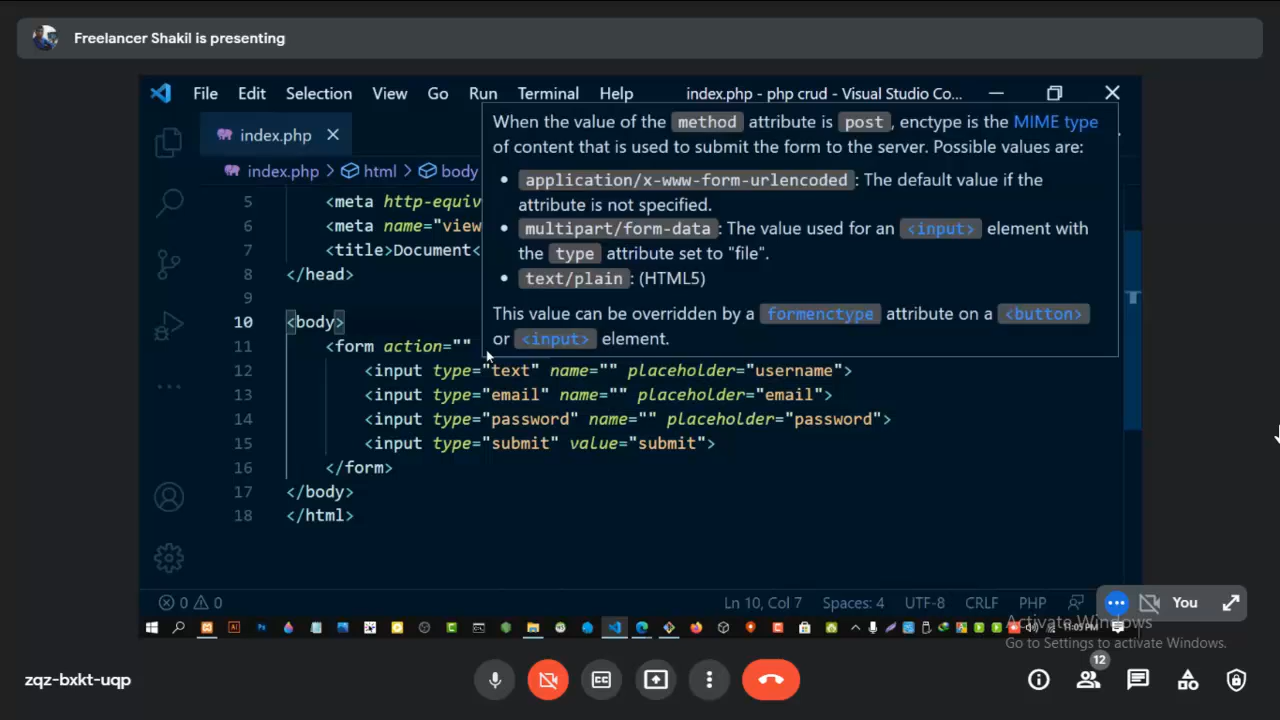 Freelancer Shakil is presenting
File Edit Selection View Go Run Terminal Help index.php - php crud - Visual Studio Co...
index.php
index.php > html > body
When the value of the method attribute is post, enctype is the MIME type
of content that is used to submit the form to the server. Possible values are:
• application/x-www-form-urlencoded: The default value if the
attribute is not specified.
• multipart/form-data: The value used for an <input> element with
the type attribute set to "file".
• text/plain: (HTML5)
This value can be overridden by a formenctype attribute on a <button>
or <input> element.
5 <meta http-equiv
6 <meta name="view
7 <title>Document<
8 </head>
9
10 <body>
11 <form action=""
12 <input type="text" name="" placeholder="username">
13 <input type="email" name="" placeholder="email">
14 <input type="password" name="" placeholder="password">
15 <input type="submit" value="submit">
16 </form>
17 </body>
18 </html>
0 0 Ln 10, Col 7 Spaces: 4 UTF-8 CRLF PHP
You
11:05 PM
Activate Windows
Go to Settings to activate Windows.
zqz-bxkt-uqp
12